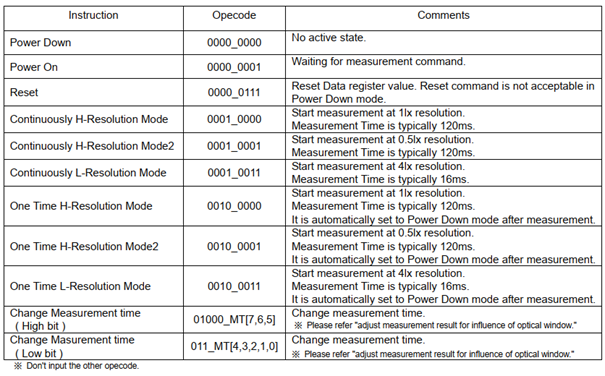 Instruction Opecode Comments
Power Down 0000_0000 No active state.
Power On 0000_0001 Waiting for measurement command.
Reset 0000_0111 Reset Data register value. Reset command is not acceptable in
Power Down mode.
Continuously H-Resolution Mode 0001_0000 Start measurement at 1lx resolution.
Measurement Time is typically 120ms.
Continuously H-Resolution Mode2 0001_0001 Start measurement at 0.5lx resolution.
Measurement Time is typically 120ms.
Continuously L-Resolution Mode 0001_0011 Start measurement at 4lx resolution.
Measurement Time is typically 16ms.
One Time H-Resolution Mode 0010_0000 Start measurement at 1lx resolution.
Measurement Time is typically 120ms.
It is automatically set to Power Down mode after measurement.
One Time H-Resolution Mode2 0010_0001 Start measurement at 0.5lx resolution.
Measurement Time is typically 120ms.
It is automatically set to Power Down mode after measurement.
One Time L-Resolution Mode 0010_0011 Start measurement at 4lx resolution.
Measurement Time is typically 16ms.
It is automatically set to Power Down mode after measurement.
Change Measurement time 01000_MT[7,6,5] Change measurement time.
( High bit ) ※ Please refer "adjust measurement result for influence of optical window."
Change Masurement time 011_MT[4,3,2,1,0] Change measurement time.
( Low bit ) ※ Please refer "adjust measurement result for influence of optical window."
※ Don't input the other opecode.